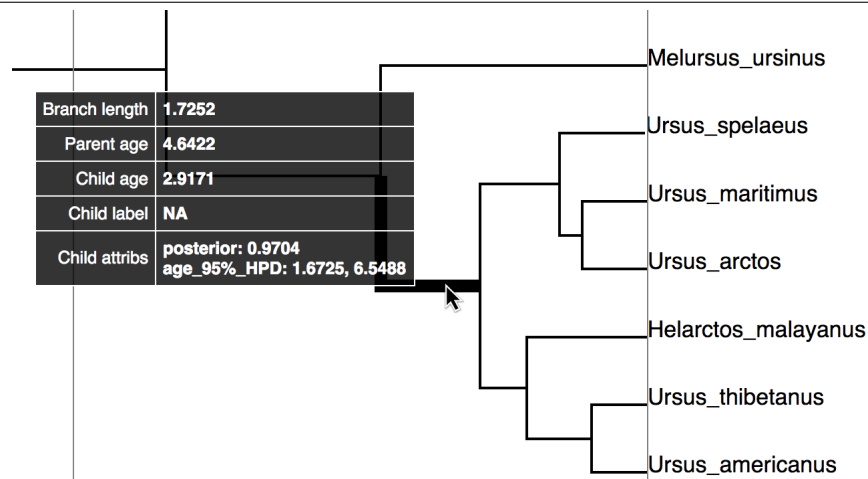 Melursus_ursinus
Branch length 1.7252
Parent age 4.6422
Child age 2.9171
Child label NA
Child attribs posterior: 0.9704
age_95%_HPD: 1.6725, 6.5488
Ursus_spelaeus
Ursus_maritimus
Ursus_arctos
Helarctos_malayanus
Ursus_thibetanus
Ursus_americanus